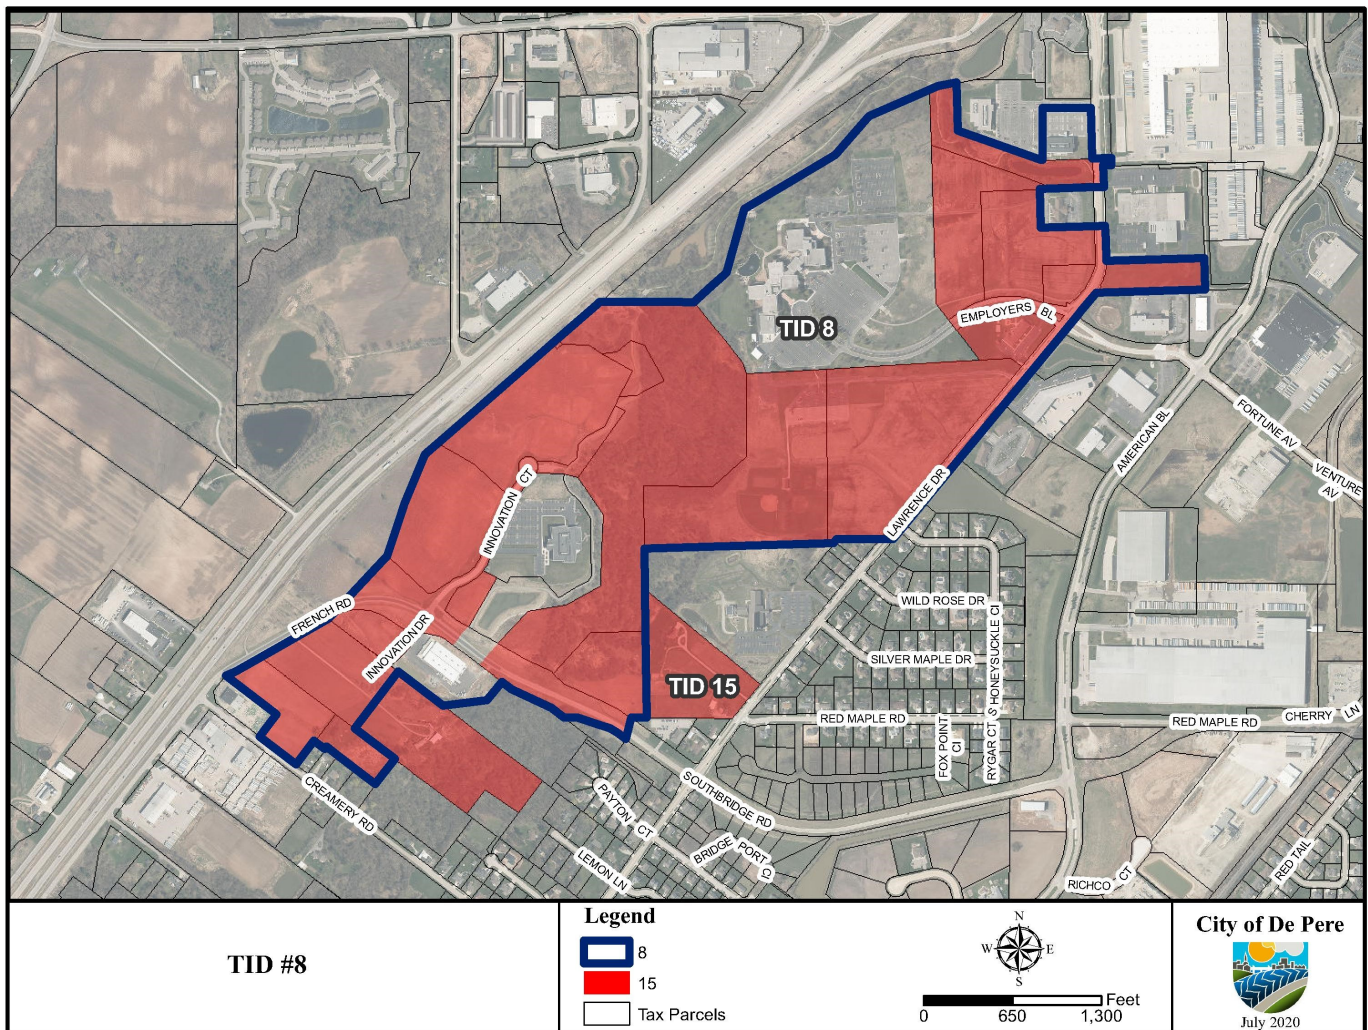 TID 8
EMPLOYERS BL
AMERICAN BL
FORTUNE AV
VENTURE AV
INNOVATION CT
LAWRENCE DR
FRENCH RD
INNOVATION DR
WILD ROSE DR
S HONEYSUCKLE CI
SILVER MAPLE DR
TID 15
RED MAPLE RD
RED MAPLE RD
CHERRY LN
FOX POINT CI
RYGAR CT
CREAMERY RD
PAYTON CT
SOUTHBRIDGE RD
BRIDGE PORT CI
LEMON LN
RICHCO CT
RED TAIL
TID #8
Legend
8
15
Tax Parcels
N
W E
S
Feet
0 650 1,300
City of De Pere
July 2020